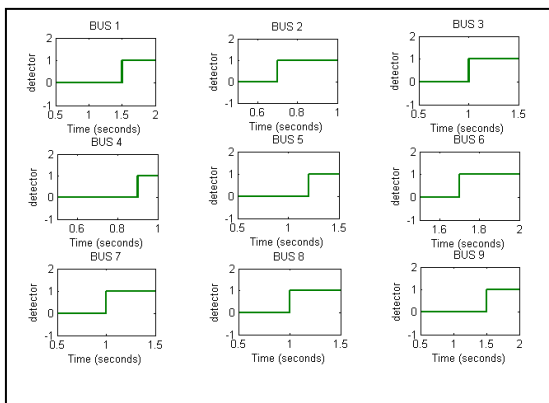 BUS 1
2
1
0
-1
detector
0.5 1 1.5 2
Time (seconds)
BUS 2
2
1
0
-1
detector
0.6 0.8 1
Time (seconds)
BUS 3
2
1
0
-1
detector
0.5 1 1.5
Time (seconds)
BUS 4
2
1
0
-1
detector
0.6 0.8 1
Time (seconds)
BUS 5
2
1
0
-1
detector
0.5 1 1.5
Time (seconds)
BUS 6
2
1
0
-1
detector
1.6 1.8 2
Time (seconds)
BUS 7
2
1
0
-1
detector
0.5 1 1.5
Time (seconds)
BUS 8
2
1
0
-1
detector
0.5 1 1.5
Time (seconds)
BUS 9
2
1
0
-1
detector
0.5 1 1.5 2
Time (seconds)